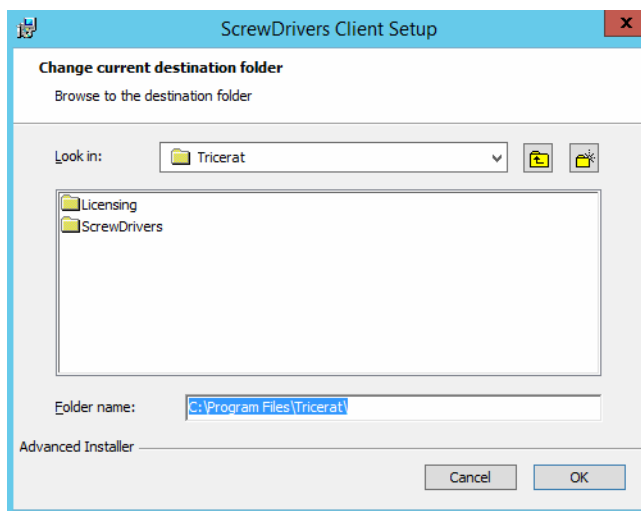 ScrewDrivers Client Setup
x
Change current destination folder
Browse to the destination folder
Look in:
Tricerat
Licensing
ScrewDrivers
Folder name:
C:\Program Files\Tricerat\
Advanced Installer
Cancel
OK